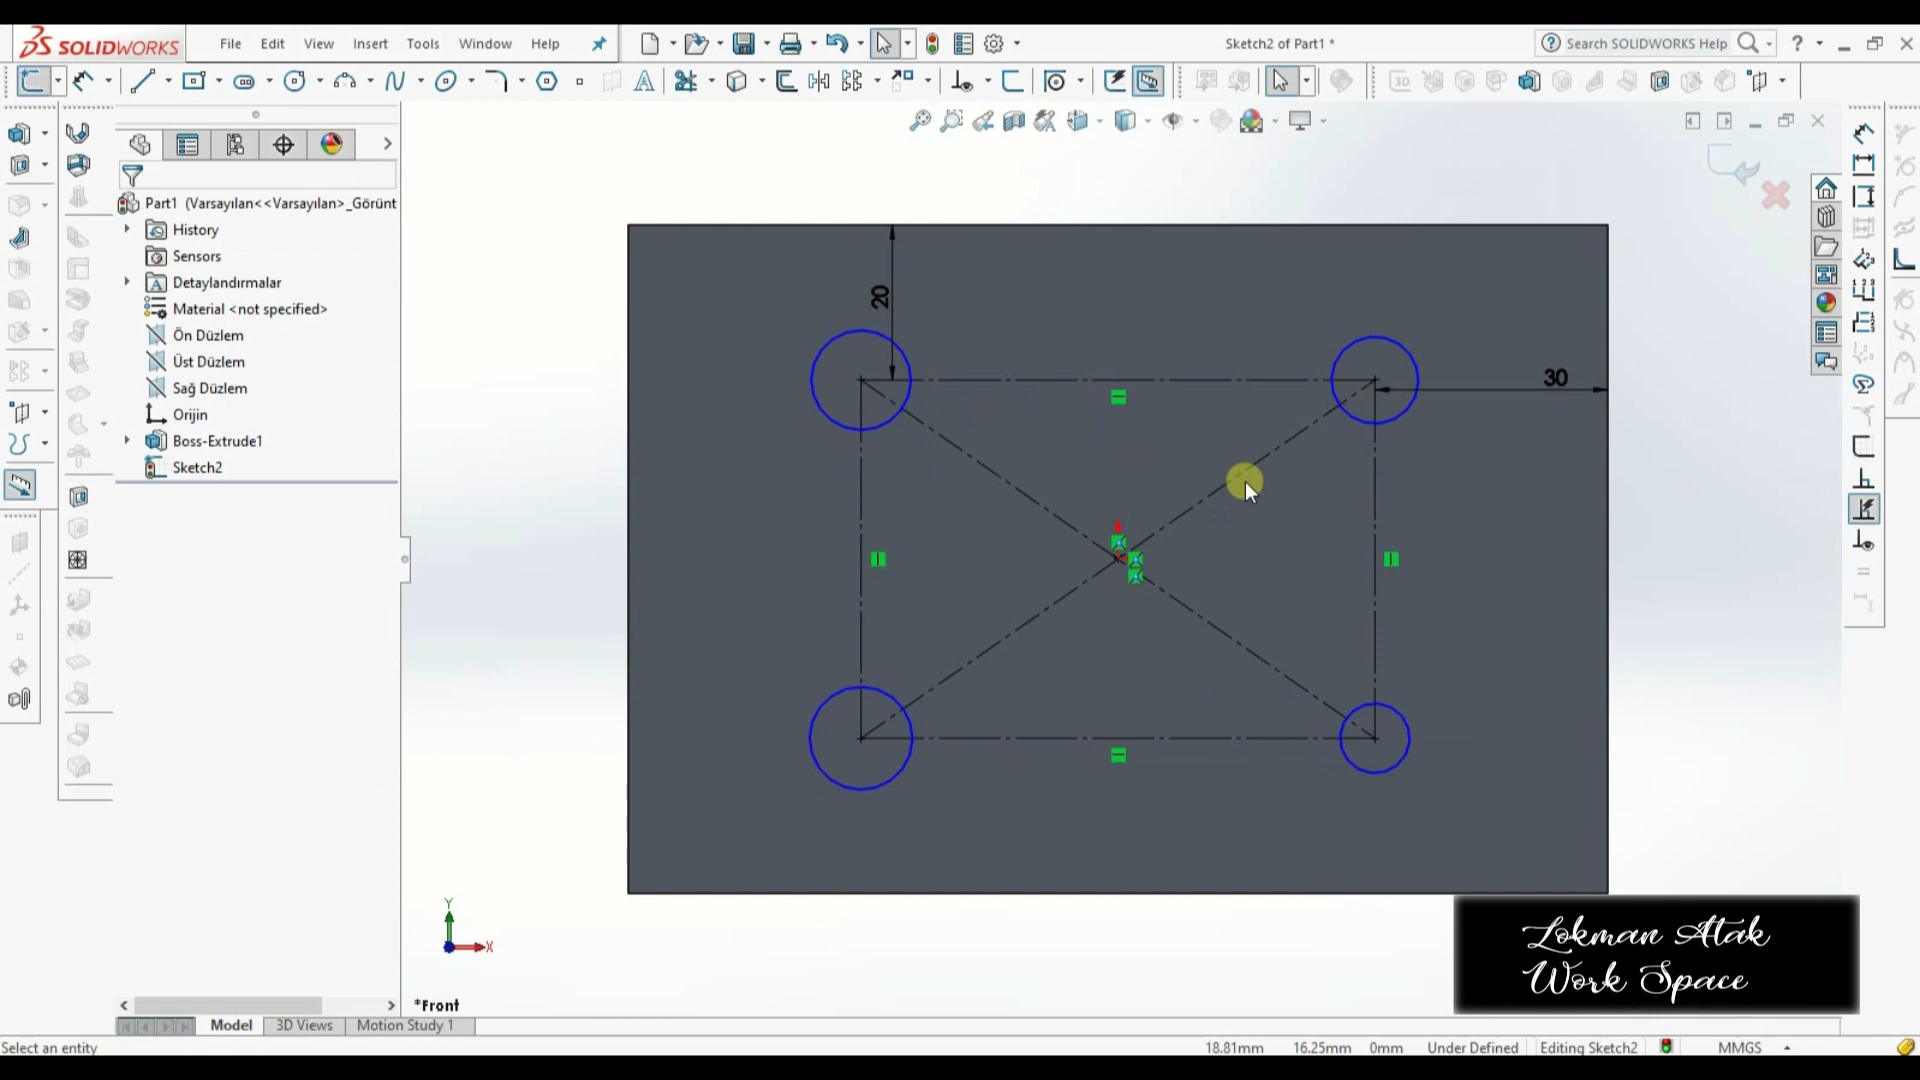 SOLIDWORKS File Edit View Insert Tools Window Help Sketch2 of Part1 * Search SOLIDWORKS Help ?
3D
Part1 (Varsayılan<<Varsayılan>_Görünt
History
Sensors
Detaylandırmalar
Material <not specified>
Ön Düzlem
Üst Düzlem
Sağ Düzlem
Orijin
Boss-Extrude1
Sketch2
20
30
Y
X
*Front
Lokman Atak
Work Space
Model 3D Views Motion Study 1
Select an entity 18.81mm 16.25mm 0mm Under Defined Editing Sketch2 MMGS